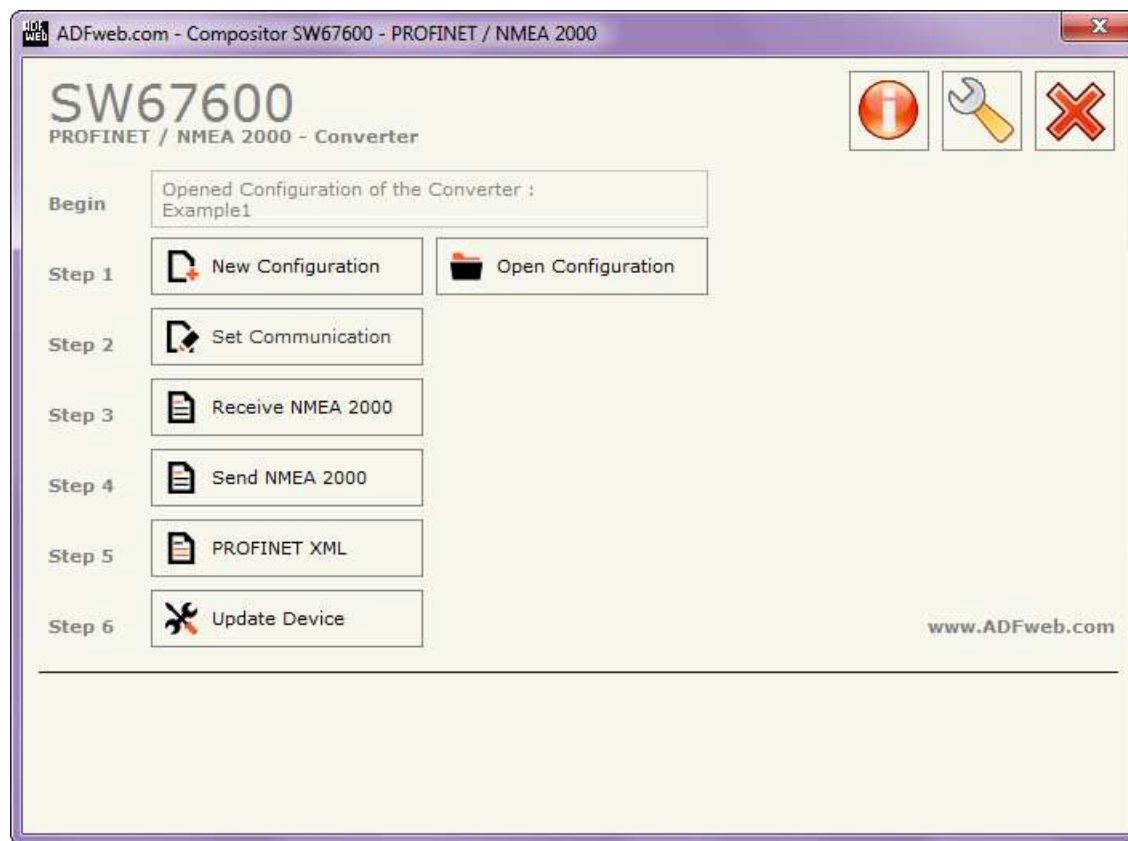 ADF WEB ADFweb.com - Compositor SW67600 - PROFINET / NMEA 2000
SW67600
PROFINET / NMEA 2000 - Converter
Begin
Opened Configuration of the Converter :
Example1
Step 1
New Configuration
Open Configuration
Step 2
Set Communication
Step 3
Receive NMEA 2000
Step 4
Send NMEA 2000
Step 5
PROFINET XML
Step 6
Update Device
www.ADFweb.com